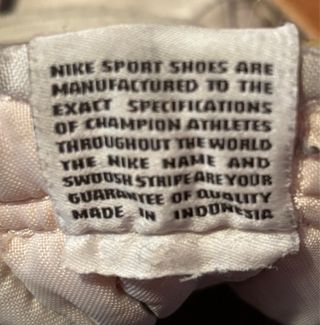 NIKE SPORT SHOES ARE
MANUFACTURED TO THE
EXACT SPECIFICATIONS
OF CHAMPION ATHLETES
THROUGHOUT THE WORLD
THE NIKE NAME AND
SWOOSH STRIPE ARE YOUR
GUARANTEE OF QUALITY
MADE IN INDONESIA